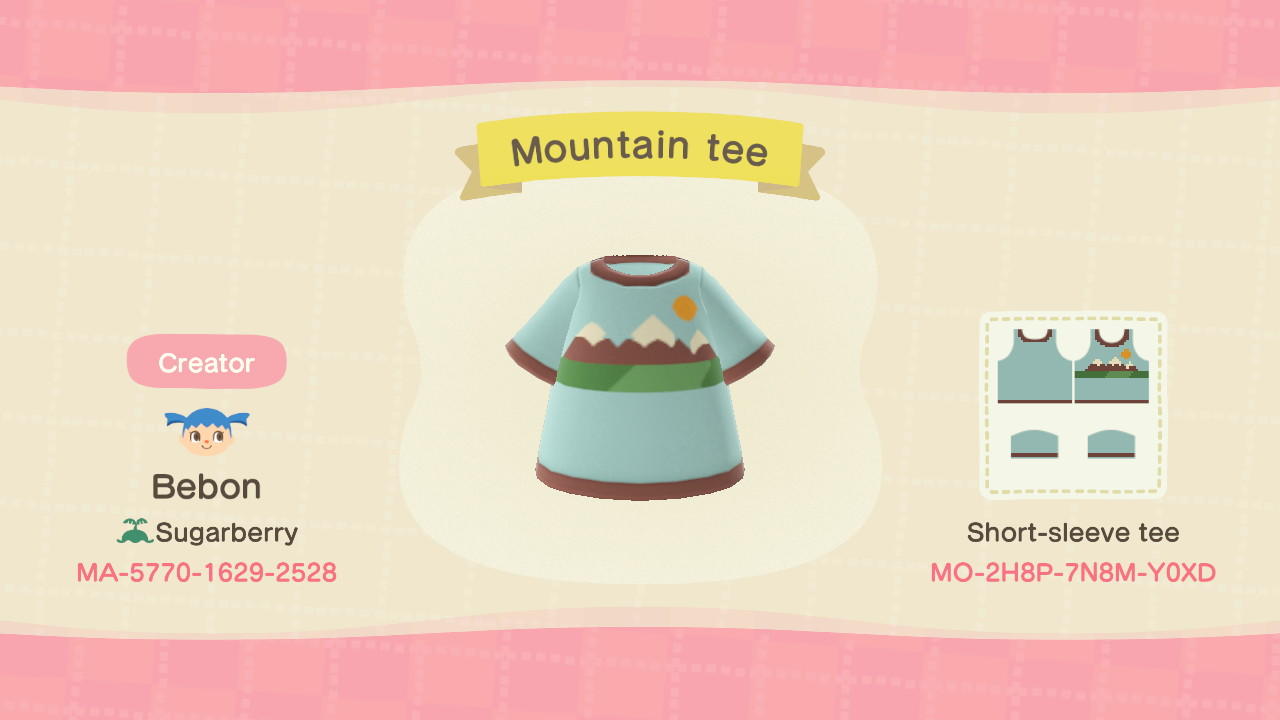 Mountain tee
Creator
Bebon
Sugarberry
MA-5770-1629-2528
Short-sleeve tee
MO-2H8P-7N8M-Y0XD